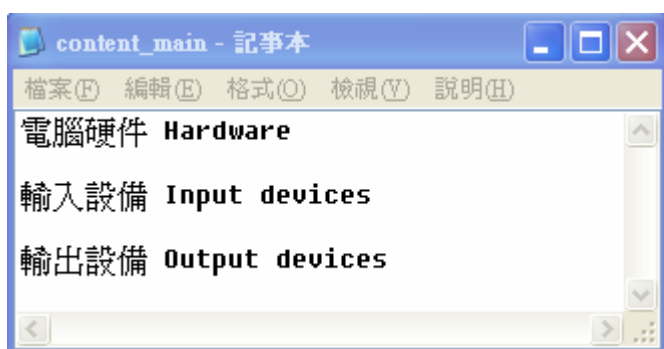 content_main - 記事本
檔案(F) 編輯(E) 格式(O) 檢視(V) 說明(H)
電腦硬件 Hardware
輸入設備 Input devices
輸出設備 Output devices